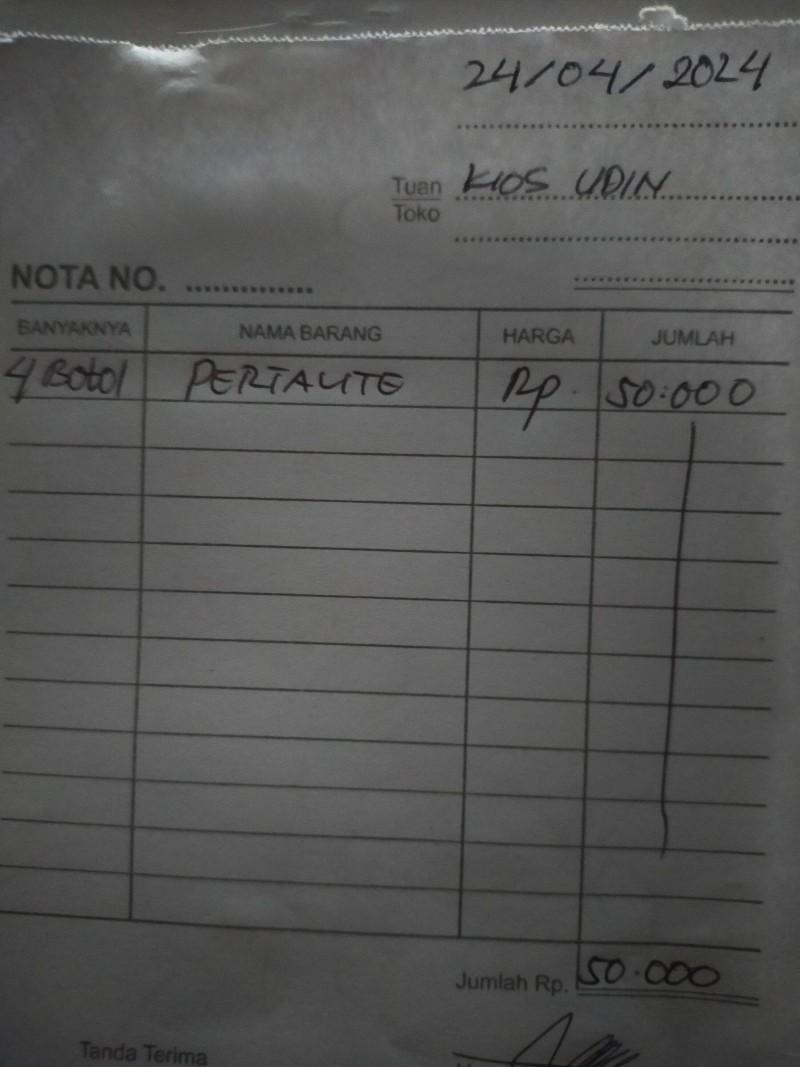 24/04/2024
Tuan KIOS UDIN
Toko
NOTA NO. ..............
BANYAKNYA NAMA BARANG HARGA JUMLAH
4 Botol PERTALITE Rp. 50.000
Jumlah Rp. 50.000
Tanda Terima